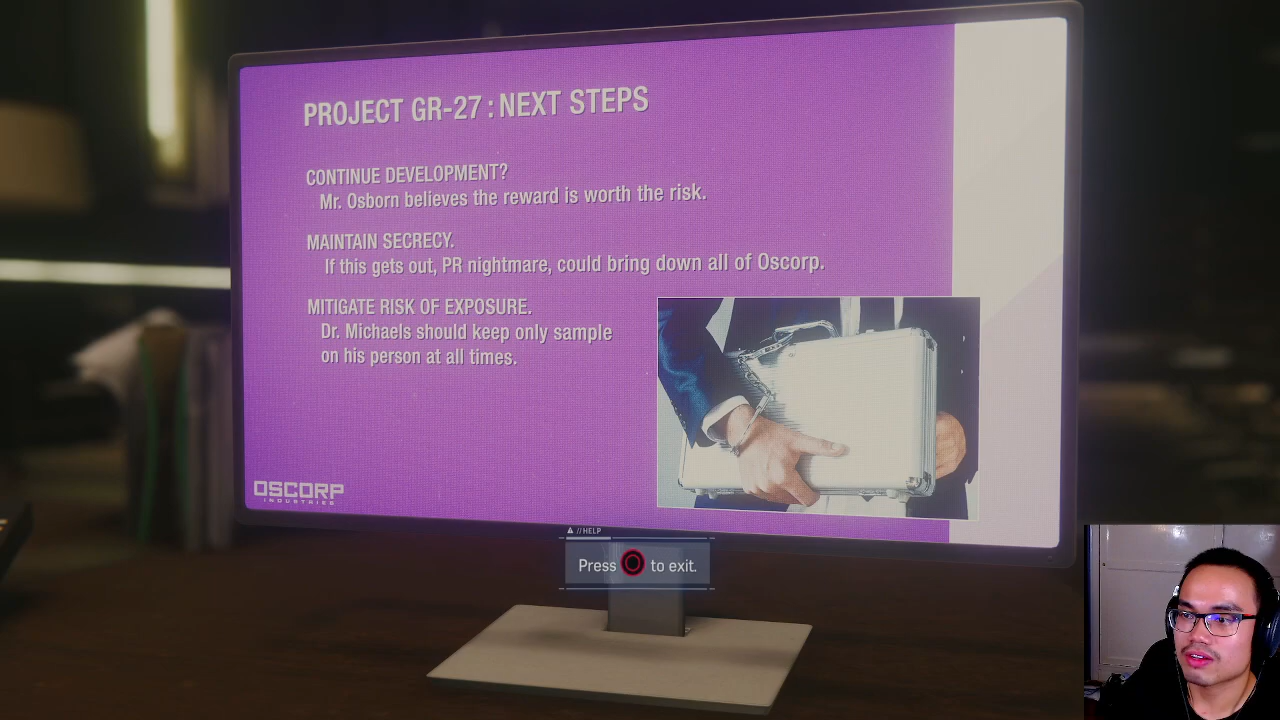 PROJECT GR-27 : NEXT STEPS
CONTINUE DEVELOPMENT?
Mr. Osborn believes the reward is worth the risk.
MAINTAIN SECRECY.
If this gets out, PR nightmare, could bring down all of Oscorp.
MITIGATE RISK OF EXPOSURE.
Dr. Michaels should keep only sample
on his person at all times.
OSCORP
INDUSTRIES
//HELP
Press O to exit.